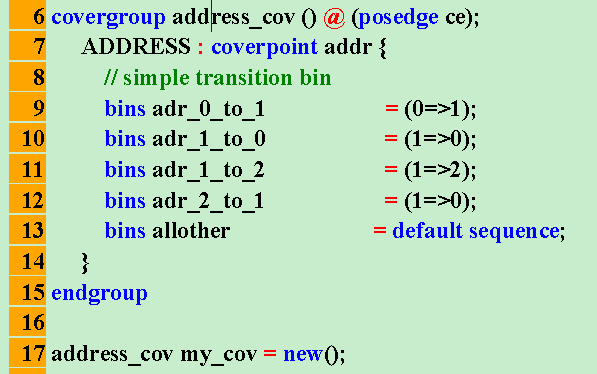 6 covergroup address_cov () @ (posedge ce);
7 ADDRESS : coverpoint addr {
8 // simple transition bin
9 bins adr_0_to_1 = (0=>1);
10 bins adr_1_to_0 = (1=>0);
11 bins adr_1_to_2 = (1=>2);
12 bins adr_2_to_1 = (1=>0);
13 bins allother = default sequence;
14 }
15 endgroup
16
17 address_cov my_cov = new();